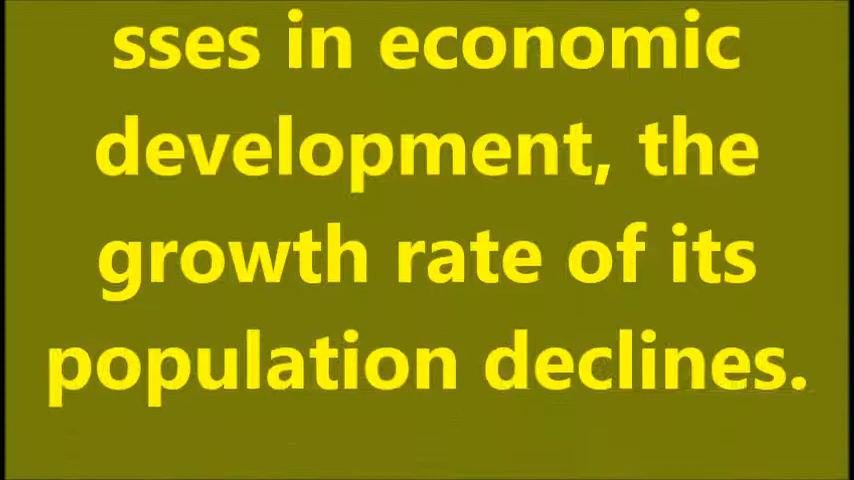 sses in economic
development, the
growth rate of its
population declines.